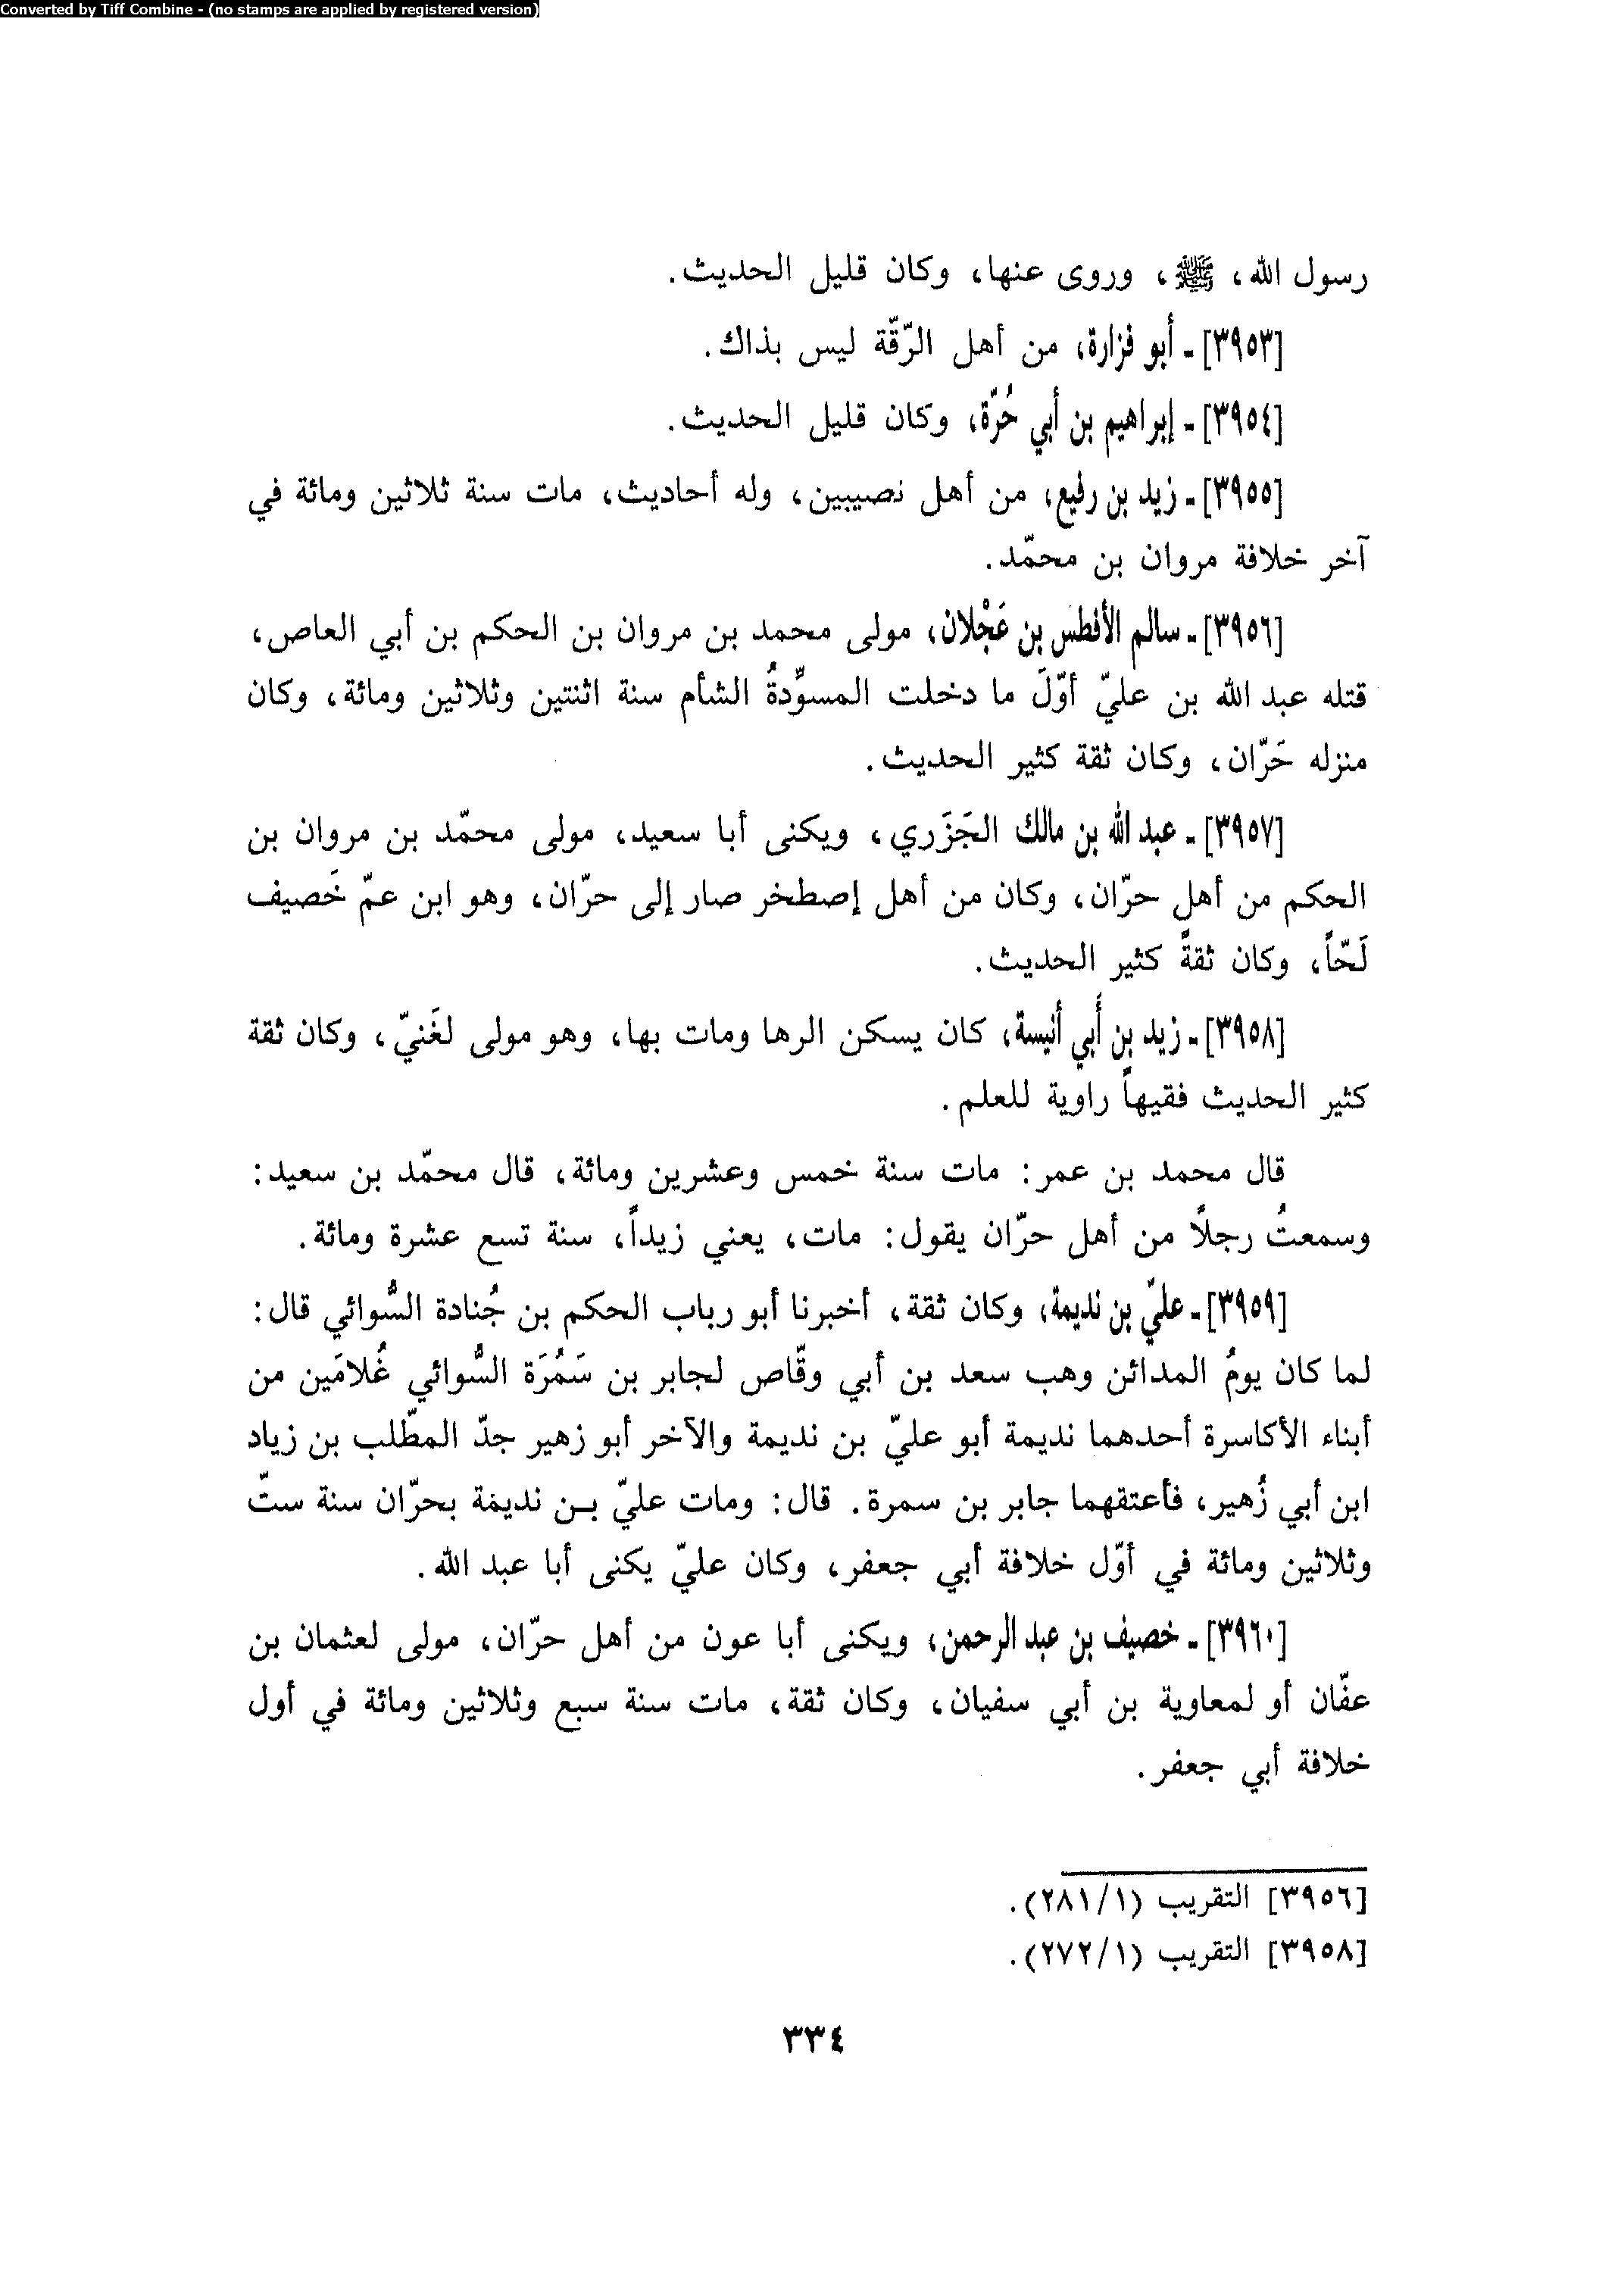 Converted by Tiff Combine - (no stamps are applied by registered version)
رسول الله، ﷺ، وروى عنها، وكان قليل الحديث.
[٣٩٥٣] ـ أبو فزارة، من أهل الرّقّة ليس بذاك.
[٣٩٥٤] ـ إبراهيم بن أبي حُرّة، وكان قليل الحديث.
[٣٩٥٥] ـ زيد بن رفيع، من أهل نصيبين، وله أحاديث، مات سنة ثلاثين ومائة في
آخر خلافة مروان بن محمّد.
[٣٩٥٦] ـ سالم الأفطس بن عَجْلان، مولى محمد بن مروان بن الحكم بن أبي العاص،
قتله عبد الله بن عليّ أوّلَ ما دخلت المسوِّدةُ الشأم سنة اثنتين وثلاثين ومائة، وكان
منزله حَرّان، وكان ثقة كثير الحديث.
[٣٩٥٧] ـ عبد الله بن مالك الجَزَري، ويكنى أبا سعيد، مولى محمّد بن مروان بن
الحكم من أهل حرّان، وكان من أهل إصطخر صار إلى حرّان، وهو ابن عمّ خَصيف
لَحّاً، وكان ثقةً كثير الحديث.
[٣٩٥٨] ـ زيد بن أَبي أنيسة، كان يسكن الرها ومات بها، وهو مولى لغَنيّ، وكان ثقة
كثير الحديث فقيهاً راوية للعلم.
قال محمد بن عمر: مات سنة خمس وعشرين ومائة، قال محمّد بن سعيد:
وسمعتُ رجلًا من أهل حرّان يقول: مات، يعني زيداً، سنة تسع عشرة ومائة.
[٣٩٥٩] ـ عليّ بن نديمة، وكان ثقة، أخبرنا أبو رباب الحكم بن جُنادة السُّوائي قال:
لما كان يومُ المدائن وهب سعد بن أبي وقّاص لجابر بن سَمُرَة السُّوائي غُلامَين من
أبناء الأكاسرة أحدهما نديمة أبو عليّ بن نديمة والآخر أبو زهير جدّ المطّلب بن زياد
ابن أبي زُهير، فأعتقهما جابر بن سمرة. قال: ومات عليّ بـن نديمة بحرّان سنة ستّ
وثلاثين ومائة في أوّل خلافة أبي جعفر، وكان عليّ يكنى أبا عبد الله.
[٣٩٦٠] ـ خصيف بن عبد الرحمن، ويكنى أبا عون من أهل حرّان، مولى لعثمان بن
عفّان أو لمعاوية بن أبي سفيان، وكان ثقة، مات سنة سبع وثلاثين ومائة في أول
خلافة أبي جعفر.
[٣٩٥٦] التقريب (٢٨١/١).
[٣٩٥٨] التقريب (٢٧٢/١).
٣٣٤